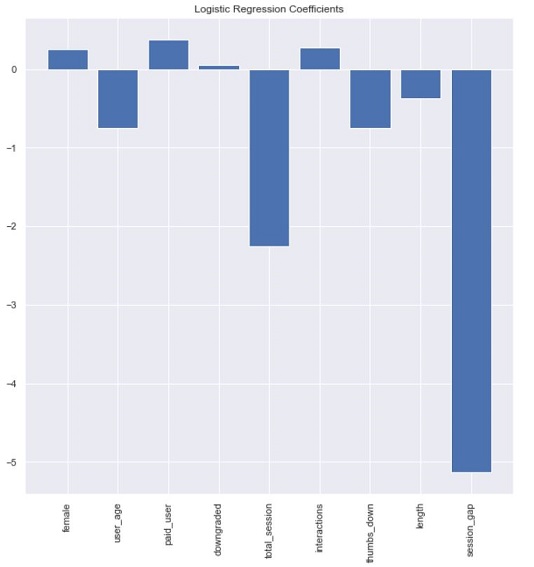 Logistic Regression Coefficients
0
−1
−2
−3
−4
−5
female
user_age
paid_user
downgraded
total_session
interactions
thumbs_down
length
session_gap